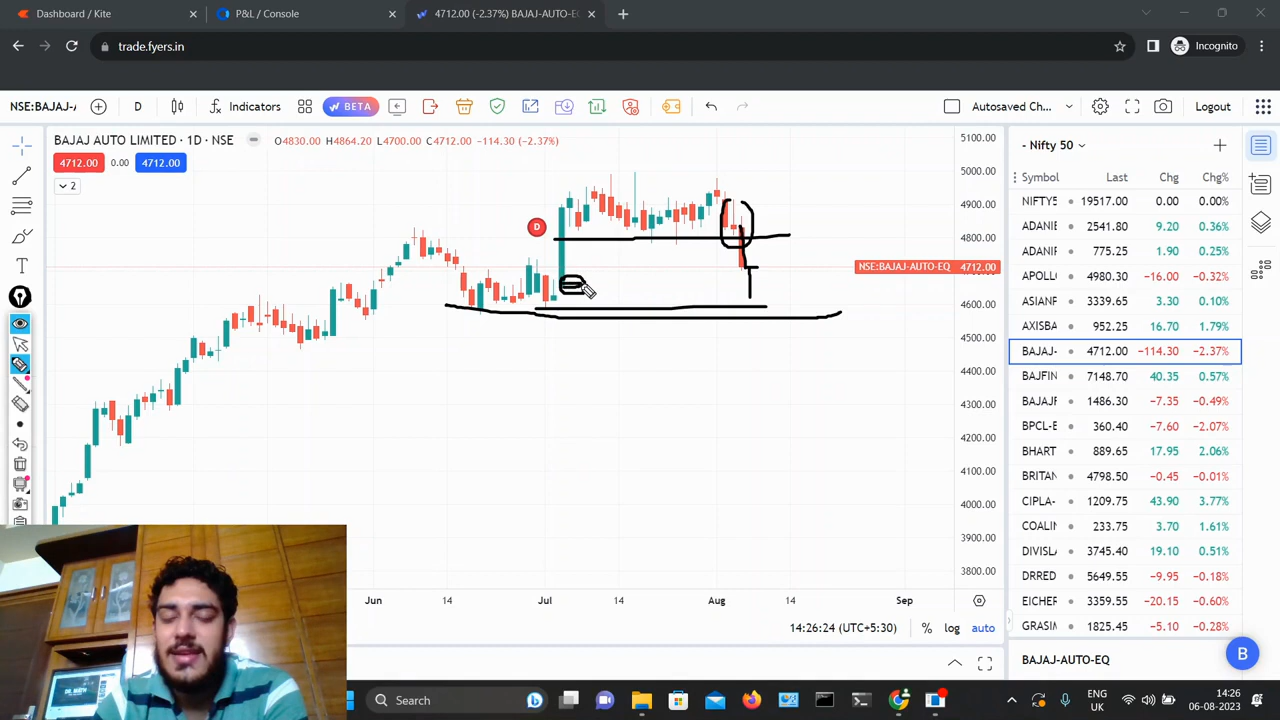 Dashboard / Kite
P&L / Console
4712.00 (-2.37%) BAJAJ-AUTO-EQ
trade.fyers.in
Incognito
NSE:BAJAJ-A
D
Indicators
BETA
Autosaved Ch...
Logout
BAJAJ AUTO LIMITED · 1D · NSE
O4830.00 H4864.20 L4700.00 C4712.00 −114.30 (−2.37%)
4712.00 0.00 4712.00
2
D
5100.00
5000.00
4900.00
4800.00
NSE:BAJAJ-AUTO-EQ 4712.00
4600.00
4500.00
4400.00
4300.00
4200.00
4100.00
4000.00
3900.00
3800.00
Jun 14 Jul 14 Aug 14 Sep
14:26:24 (UTC+5:30) % log auto
- Nifty 50
Symbol Last Chg Chg%
NIFTY5 19517.00 0.00 0.00%
ADANIE 2541.80 9.20 0.36%
ADANIF 775.25 1.90 0.25%
APOLL 4980.30 −16.00 −0.32%
ASIANF 3339.65 3.30 0.10%
AXISBA 952.25 16.70 1.79%
BAJAJ- 4712.00 −114.30 −2.37%
BAJFIN 7148.70 40.35 0.57%
BAJAJF 1486.30 −7.35 −0.49%
BPCL-E 360.40 −7.60 −2.07%
BHART 889.65 17.95 2.06%
BRITAN 4798.50 −0.45 −0.01%
CIPLA- 1209.75 43.90 3.77%
COALIN 233.75 3.70 1.61%
DIVISL 3745.40 19.10 0.51%
DRRED 5649.55 −9.95 −0.18%
EICHER 3359.55 −20.15 −0.60%
GRASIM 1825.45 −5.10 −0.28%
BAJAJ-AUTO-EQ
B
DR. MATH
Search
ENG
UK
14:26
06-08-2023